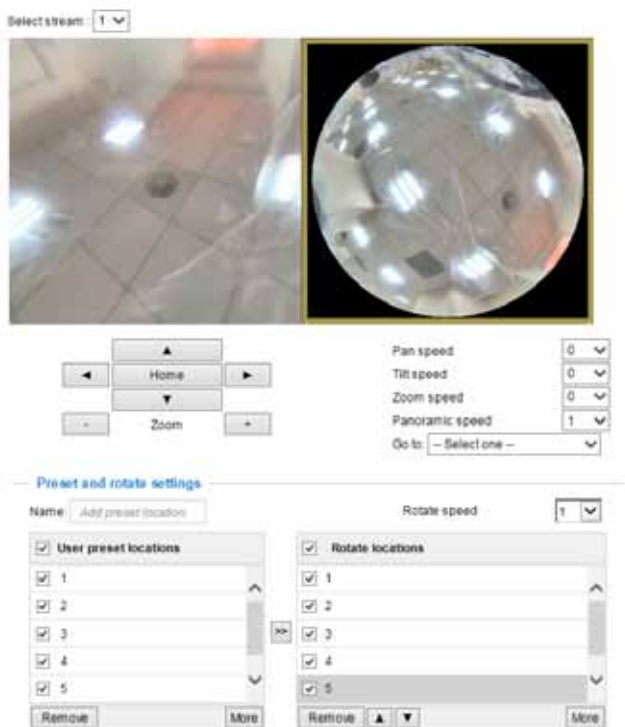 Select stream 1
▲
◄ Home ►
▼
- Zoom +
Pan speed 0
Tilt speed 0
Zoom speed 0
Panoramic speed 1
Go to: -- Select one --
Preset and rotate settings
Name Add preset location
Rotate speed 1
User preset locations
1
2
3
4
5
Remove More
>>
Rotate locations
1
2
3
4
5
Remove ▲ ▼ More